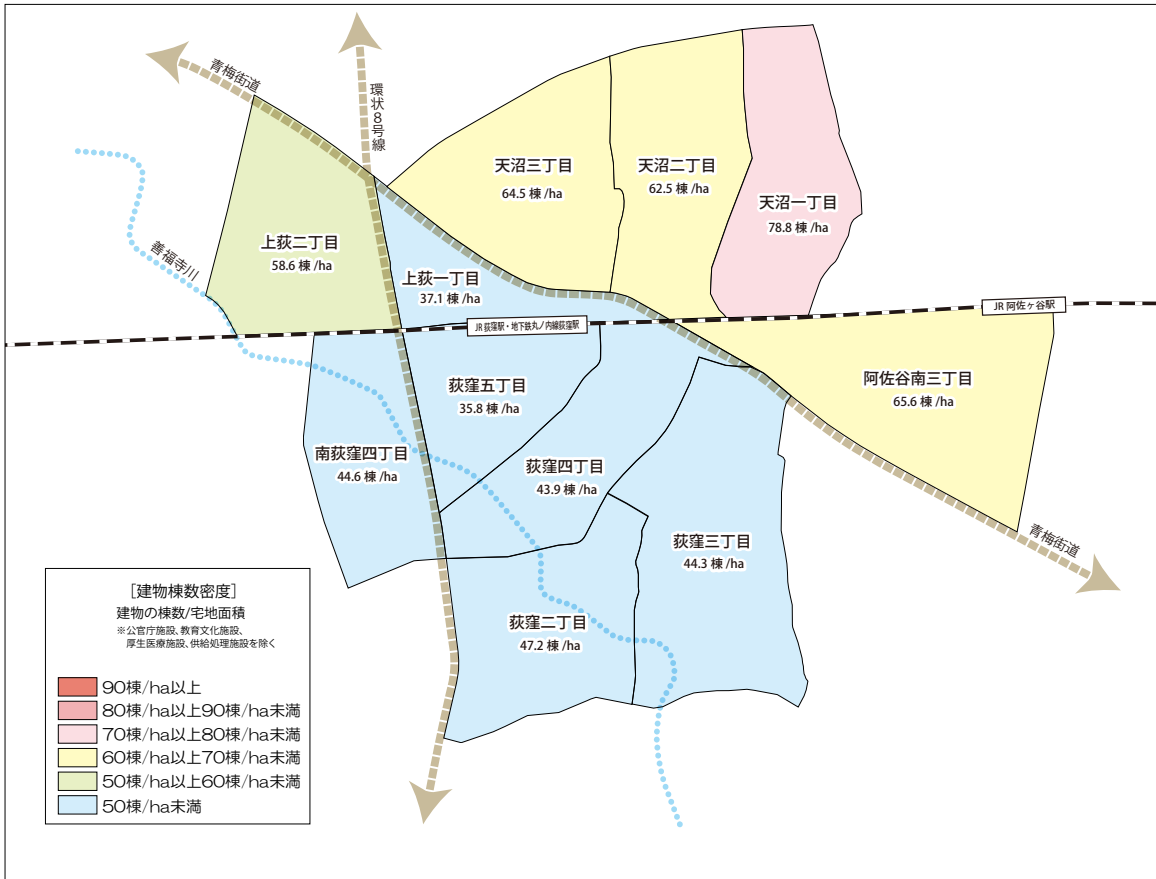 青梅街道
環状8号線
天沼三丁目
64.5 棟 /ha
天沼二丁目
62.5 棟 /ha
天沼一丁目
78.8 棟 /ha
上荻二丁目
58.6 棟 /ha
善福寺川
上荻一丁目
37.1 棟 /ha
JR 荻窪駅・地下鉄丸ノ内線荻窪駅
JR 阿佐ヶ谷駅
荻窪五丁目
35.8 棟 /ha
阿佐谷南三丁目
65.6 棟 /ha
南荻窪四丁目
44.6 棟 /ha
荻窪四丁目
43.9 棟 /ha
荻窪三丁目
44.3 棟 /ha
青梅街道
荻窪二丁目
47.2 棟 /ha
[建物棟数密度]
建物の棟数/宅地面積
※公官庁施設、教育文化施設、
厚生医療施設、供給処理施設を除く
90棟/ha以上
80棟/ha以上90棟/ha未満
70棟/ha以上80棟/ha未満
60棟/ha以上70棟/ha未満
50棟/ha以上60棟/ha未満
50棟/ha未満